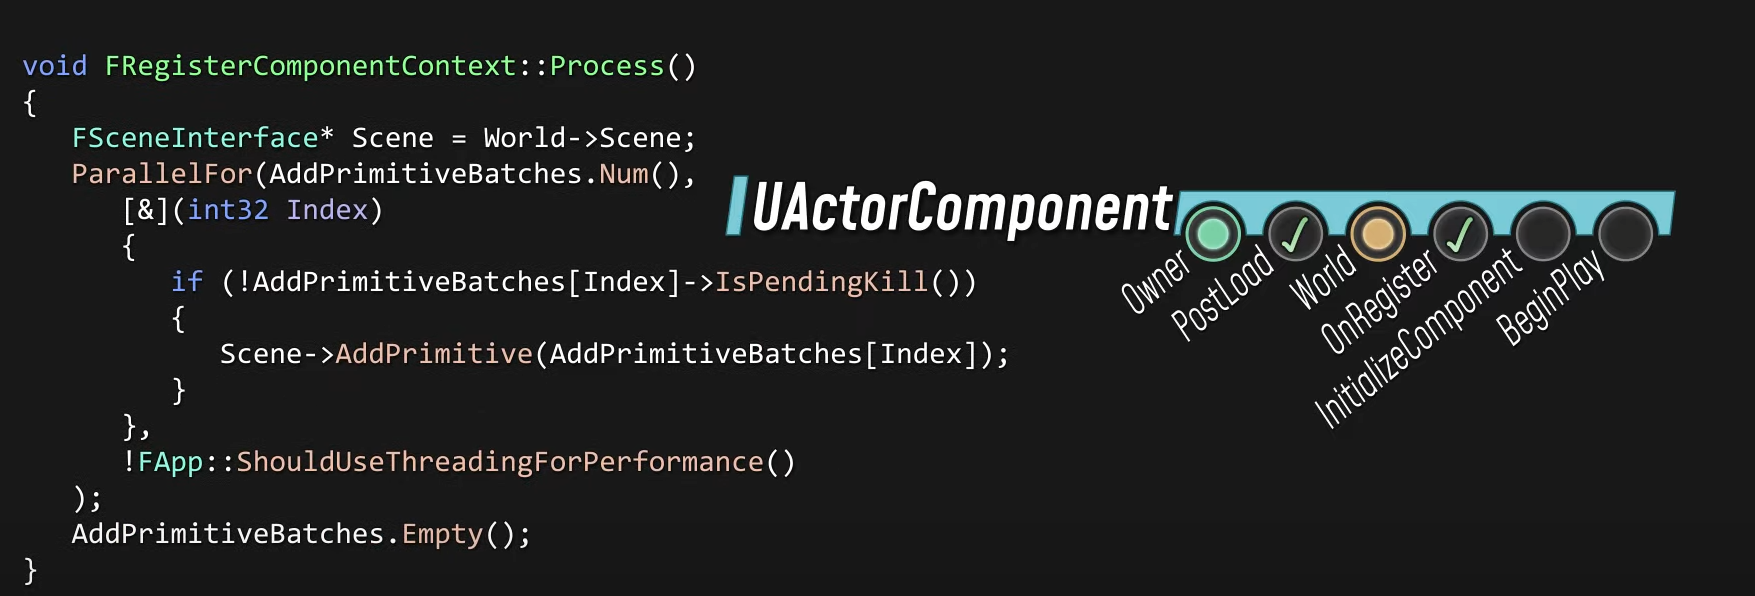 void FRegisterComponentContext::Process()
{
FSceneInterface* Scene = World->Scene;
ParallelFor(AddPrimitiveBatches.Num(),
[&](int32 Index)
{
if (!AddPrimitiveBatches[Index]->IsPendingKill())
{
Scene->AddPrimitive(AddPrimitiveBatches[Index]);
}
},
!FApp::ShouldUseThreadingForPerformance()
);
AddPrimitiveBatches.Empty();
}
UActorComponent
Owner
PostLoad
World
OnRegister
InitializeComponent
BeginPlay